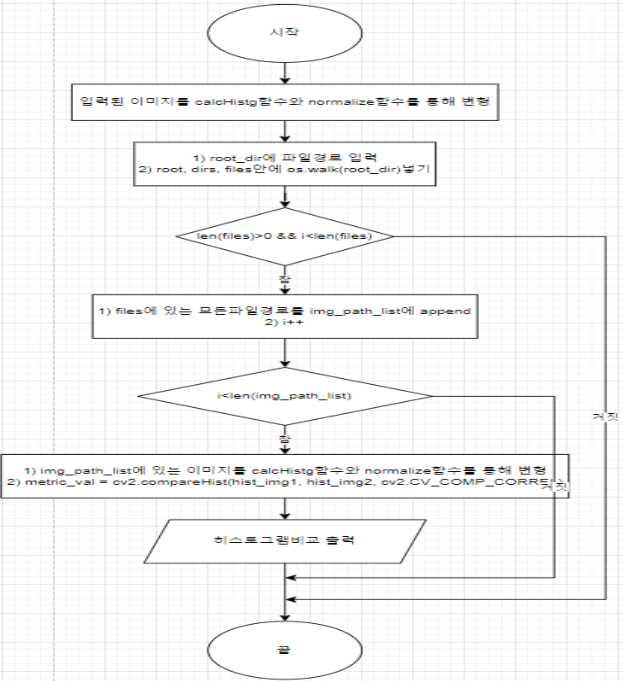 시작
입력된 이미지를 calcHistg함수와 normalize함수를 통해 변형
1) root_dir에 파일경로 입력
2) root, dirs, files안에 os.walk(root_dir)넣기
len(files)>0 && i<len(files)
참
1) files에 있는 모든파일경로를 img_path_list에 append
2) i++
i<len(img_path_list)
거짓
참
1) img_path_list에 있는 이미지를 calcHistg함수와 normalize함수를 통해 변형
2) metric_val = cv2.compareHist(hist_img1, hist_img2, cv2.CV_COMP_CORREL)
거짓
히스토그램비교 출력
끝